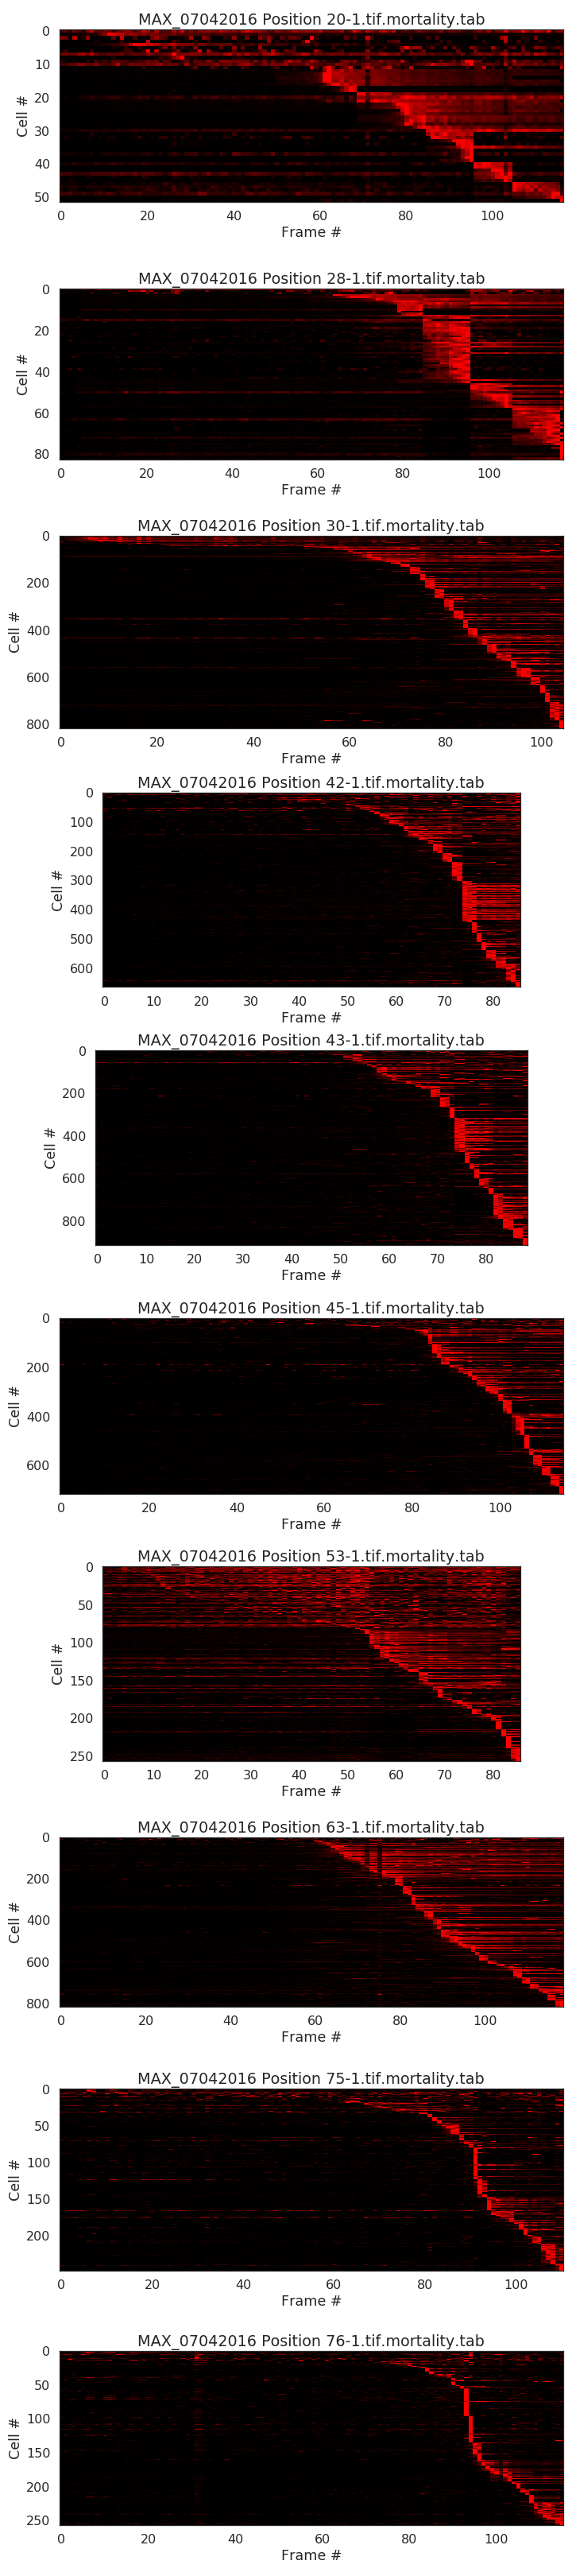 MAX_07042016 Position 20-1.tif.mortality.tab
0
10
20
30
40
50
Cell #
0 20 40 60 80 100
Frame #
MAX_07042016 Position 28-1.tif.mortality.tab
0
20
40
60
80
Cell #
0 20 40 60 80 100
Frame #
MAX_07042016 Position 30-1.tif.mortality.tab
0
200
400
600
800
Cell #
0 20 40 60 80 100
Frame #
MAX_07042016 Position 42-1.tif.mortality.tab
0
100
200
300
400
500
600
Cell #
0 10 20 30 40 50 60 70 80
Frame #
MAX_07042016 Position 43-1.tif.mortality.tab
0
200
400
600
800
Cell #
0 10 20 30 40 50 60 70 80
Frame #
MAX_07042016 Position 45-1.tif.mortality.tab
0
200
400
600
Cell #
0 20 40 60 80 100
Frame #
MAX_07042016 Position 53-1.tif.mortality.tab
0
50
100
150
200
250
Cell #
0 10 20 30 40 50 60 70 80
Frame #
MAX_07042016 Position 63-1.tif.mortality.tab
0
200
400
600
800
Cell #
0 20 40 60 80 100
Frame #
MAX_07042016 Position 75-1.tif.mortality.tab
0
50
100
150
200
Cell #
0 20 40 60 80 100
Frame #
MAX_07042016 Position 76-1.tif.mortality.tab
0
50
100
150
200
250
Cell #
0 20 40 60 80 100
Frame #